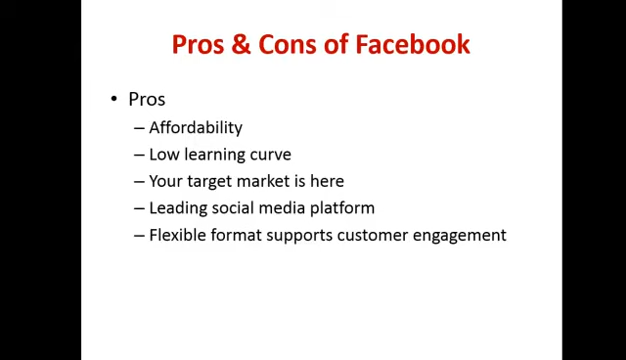 Pros & Cons of Facebook
• Pros
– Affordability
– Low learning curve
– Your target market is here
– Leading social media platform
– Flexible format supports customer engagement